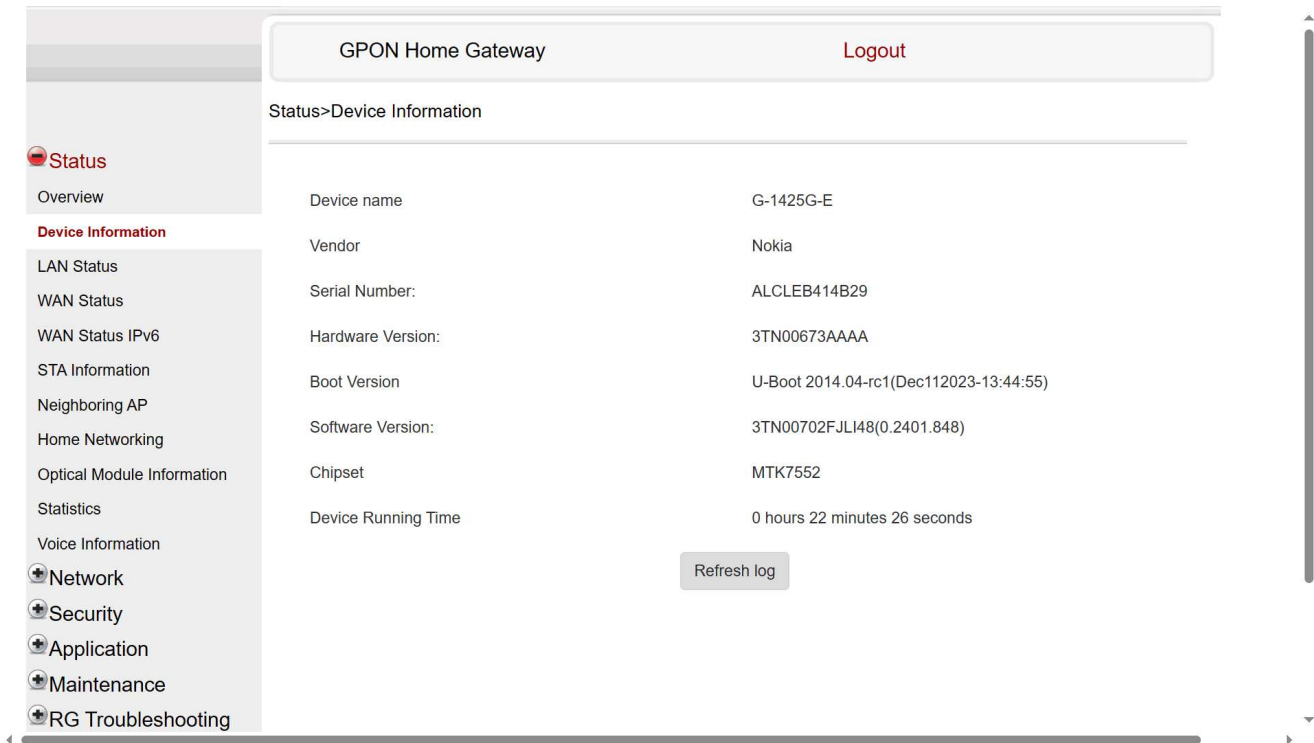 GPON Home Gateway Logout
Status>Device Information
Status
Overview
Device Information
LAN Status
WAN Status
WAN Status IPv6
STA Information
Neighboring AP
Home Networking
Optical Module Information
Statistics
Voice Information
Network
Security
Application
Maintenance
RG Troubleshooting
Device name G-1425G-E
Vendor Nokia
Serial Number: ALCLEB414B29
Hardware Version: 3TN00673AAAA
Boot Version U-Boot 2014.04-rc1(Dec112023-13:44:55)
Software Version: 3TN00702FJLI48(0.2401.848)
Chipset MTK7552
Device Running Time 0 hours 22 minutes 26 seconds
Refresh log